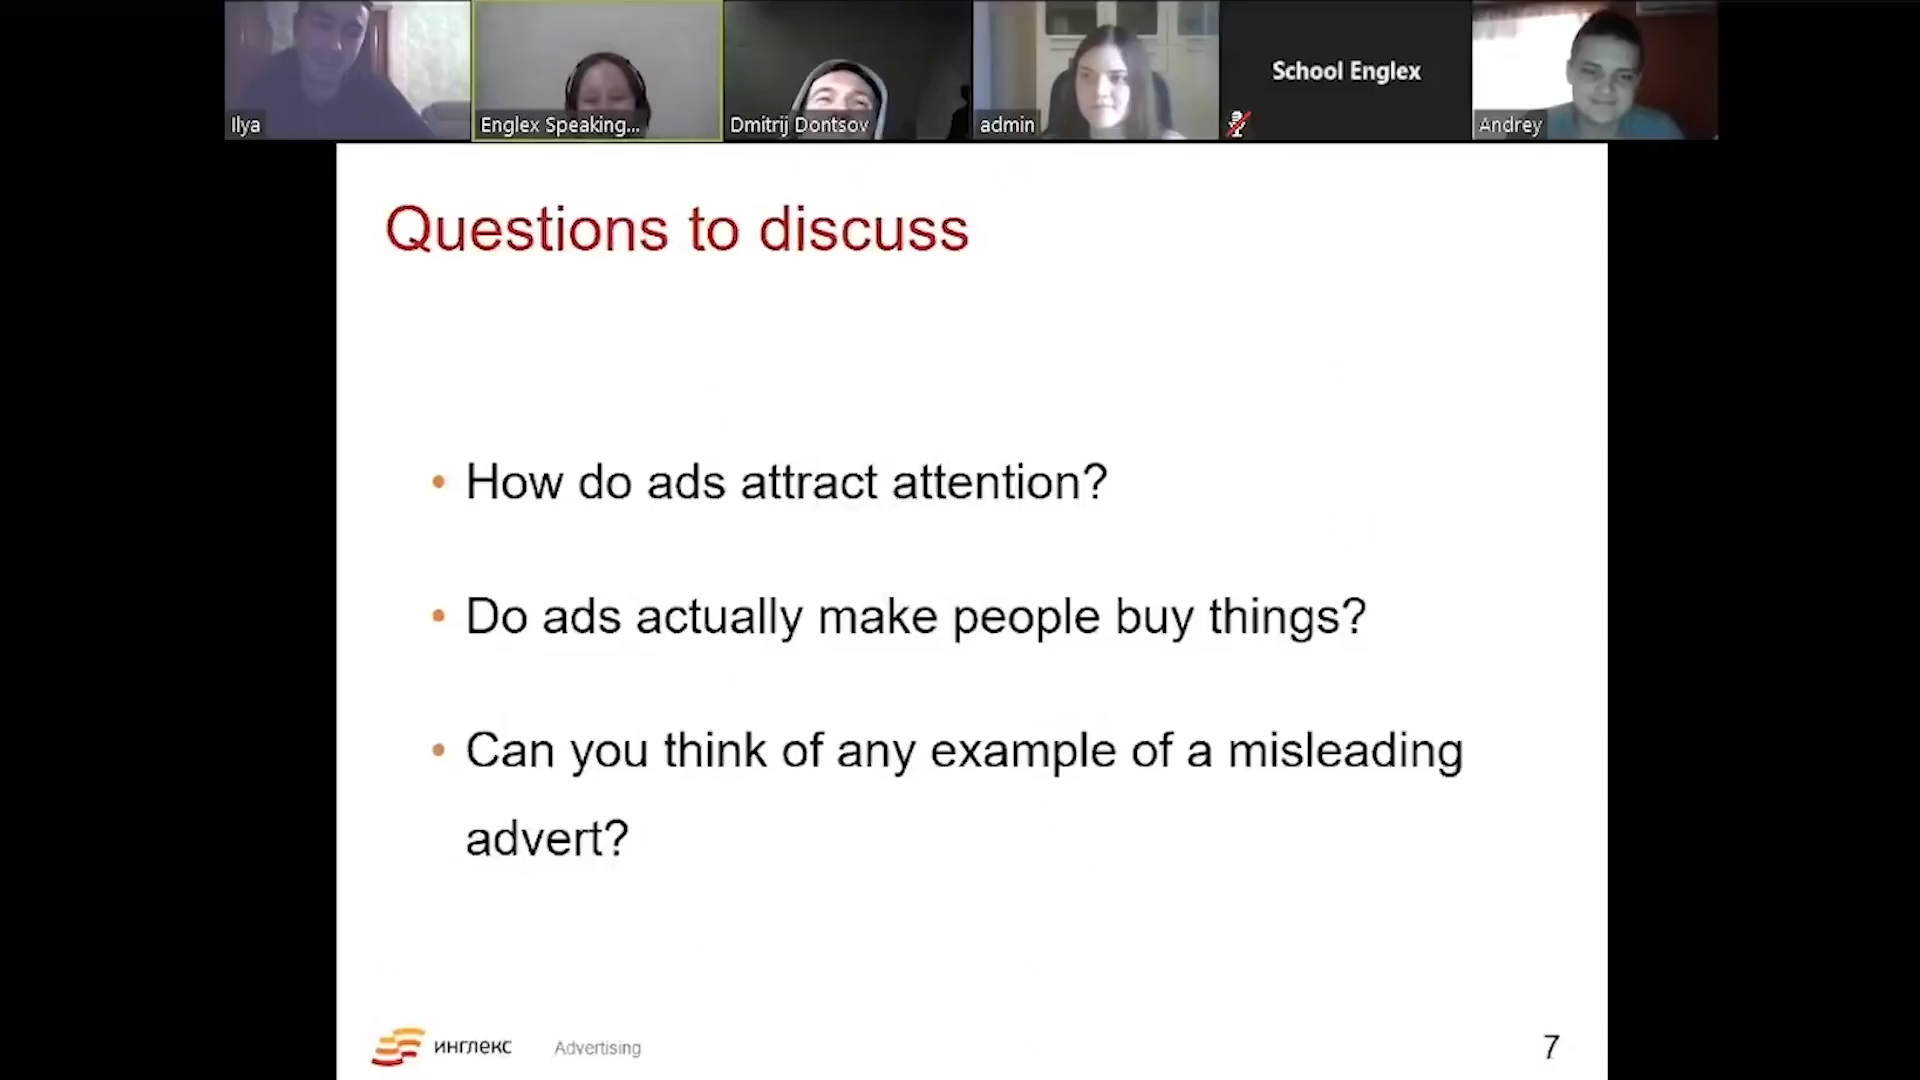 Ilya
Englex Speaking...
Dmitrij Dontsov
admin
School Englex
Andrey
Questions to discuss
• How do ads attract attention?
• Do ads actually make people buy things?
• Can you think of any example of a misleading
advert?
инглекс
Advertising
7